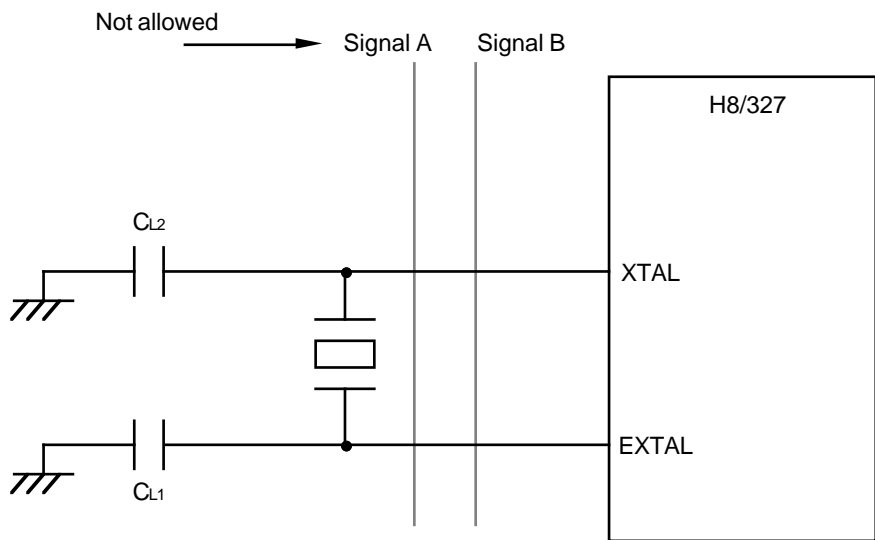 Not allowed
Signal A
Signal B
H8/327
CL2
XTAL
EXTAL
CL1